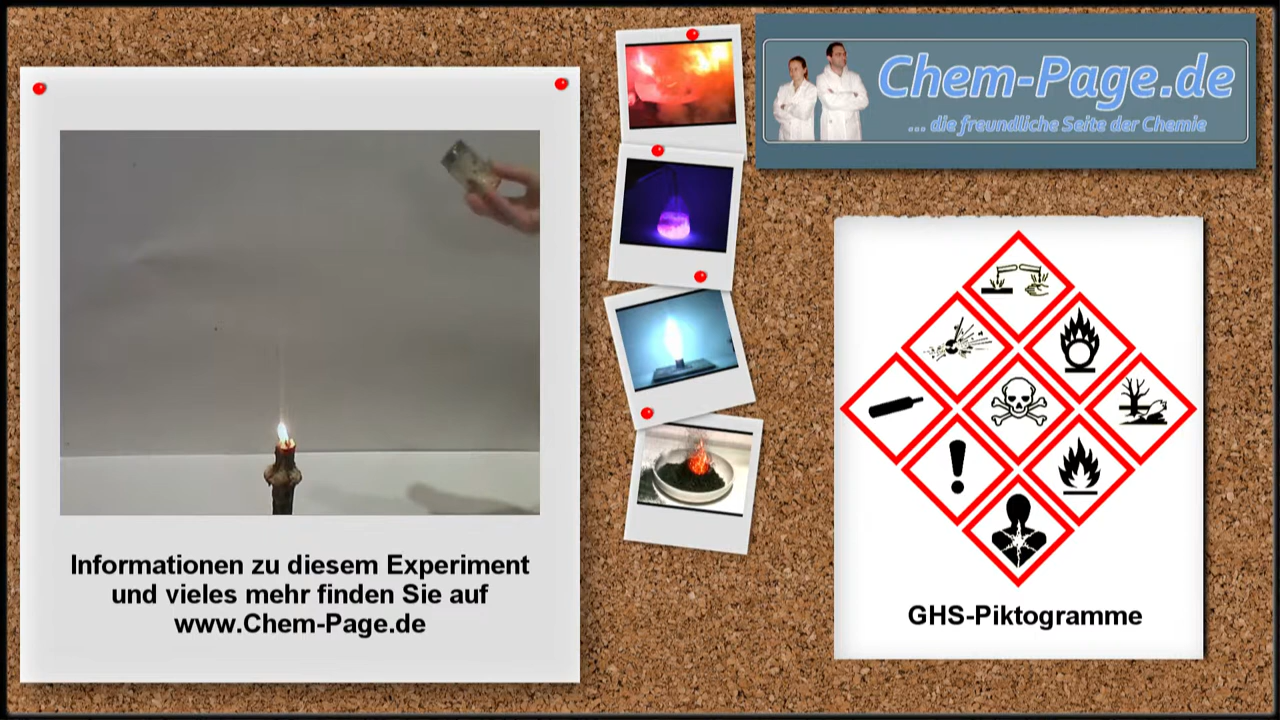 Chem-Page.de
... die freundliche Seite der Chemie
Informationen zu diesem Experiment
und vieles mehr finden Sie auf
www.Chem-Page.de
GHS-Piktogramme